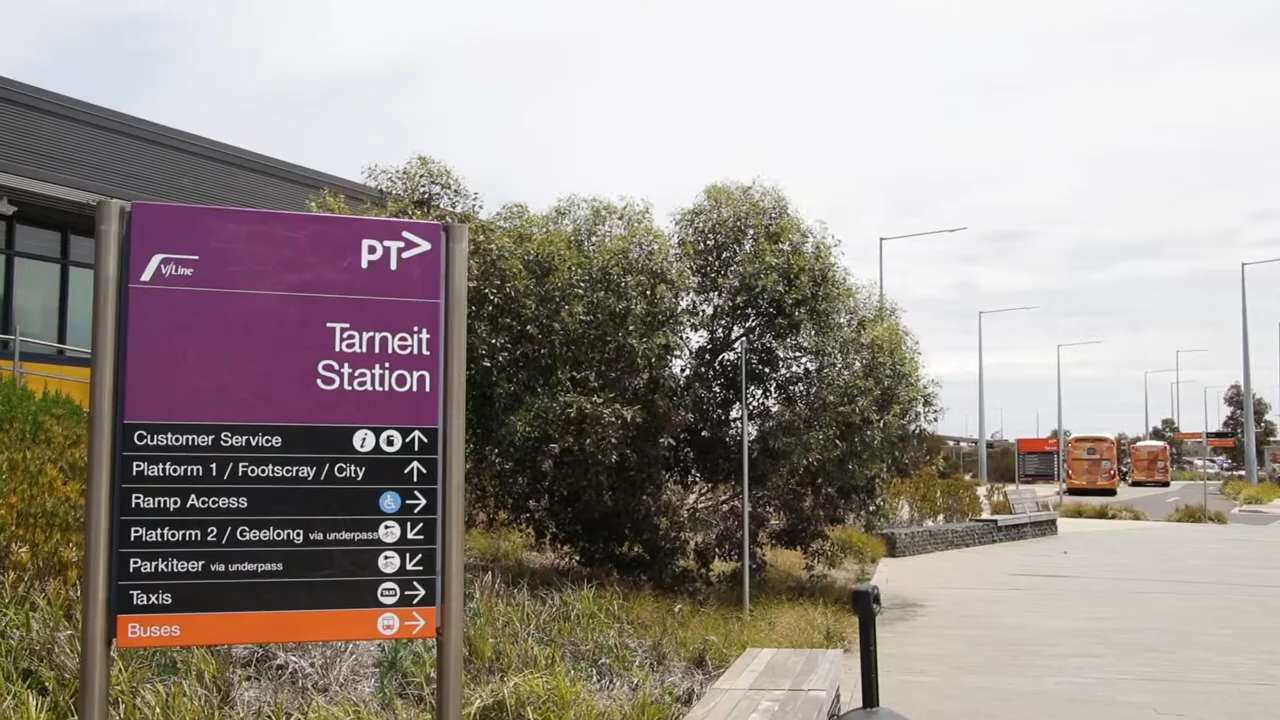 V/Line
PT>
Tarneit
Station
Customer Service
Platform 1 / Footscray / City
Ramp Access
Platform 2 / Geelong via underpass
Parkiteer via underpass
Taxis
TAXI
Buses